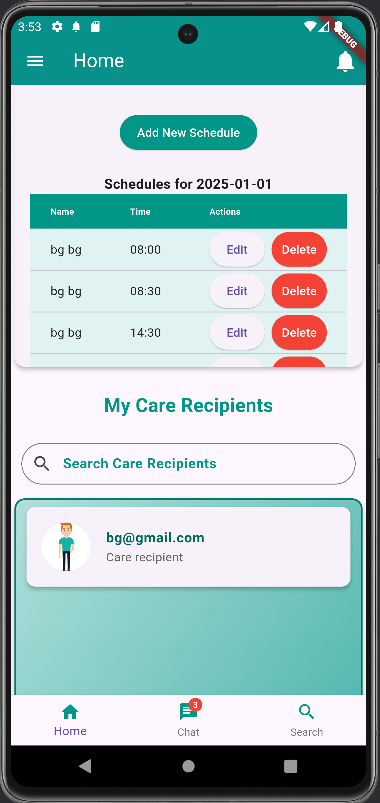 3:53
DEBUG
Home
Add New Schedule
Schedules for 2025-01-01
Name Time Actions
bg bg 08:00 Edit Delete
bg bg 08:30 Edit Delete
bg bg 14:30 Edit Delete
My Care Recipients
Search Care Recipients
bg@gmail.com
Care recipient
3
Home Chat Search